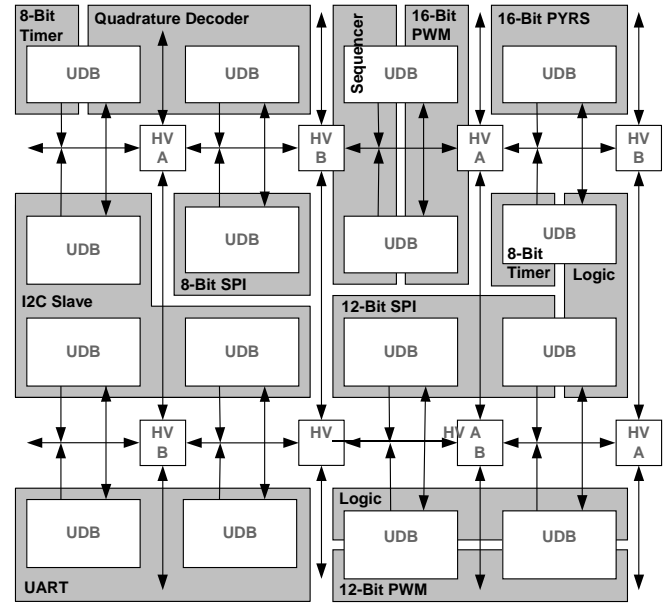 8-Bit
Timer
Quadrature Decoder
Sequencer
16-Bit
PWM
16-Bit PYRS
UDB
UDB
UDB
UDB
HV
A
HV
B
HV
A
HV
B
UDB
UDB
UDB
UDB
8-Bit
Timer
Logic
8-Bit SPI
I2C Slave
12-Bit SPI
UDB
UDB
UDB
UDB
HV
B
HV
HV A
B
HV
A
Logic
UDB
UDB
UDB
UDB
UART
12-Bit PWM